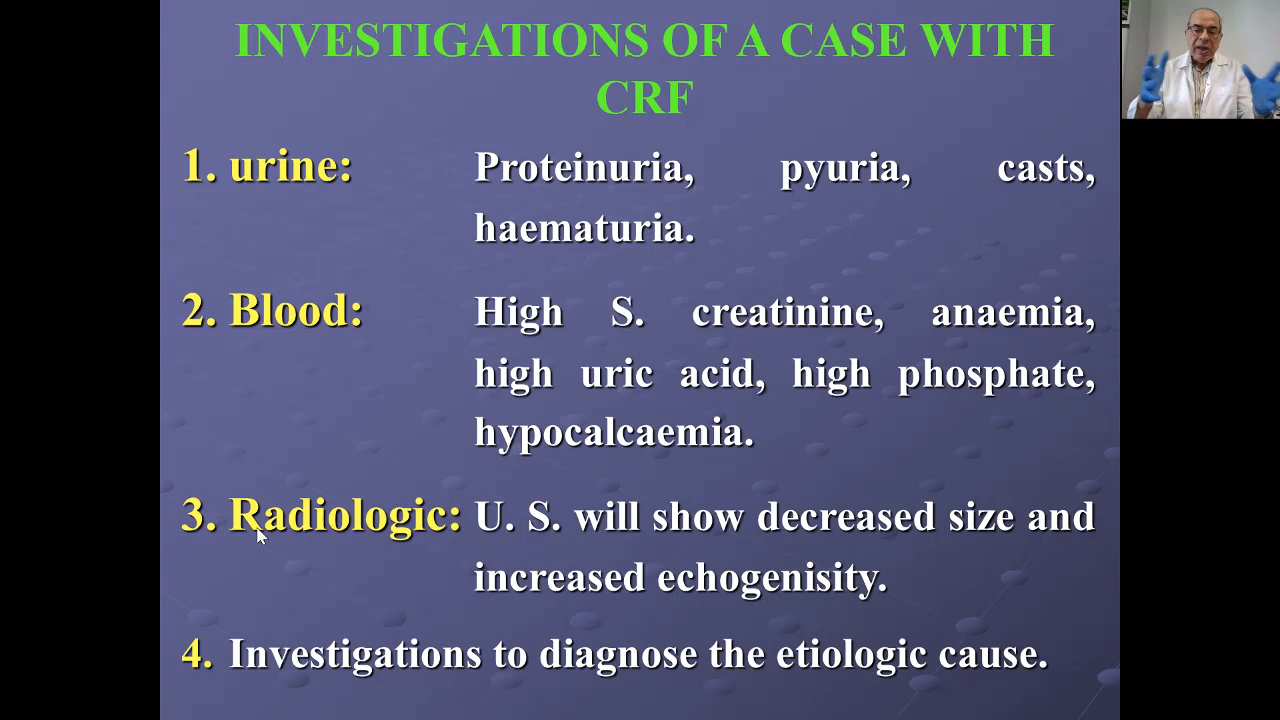 INVESTIGATIONS OF A CASE WITH
CRF
1. urine: Proteinuria, pyuria, casts,
haematuria.
2. Blood: High S. creatinine, anaemia,
high uric acid, high phosphate,
hypocalcaemia.
3. Radiologic: U. S. will show decreased size and
increased echogenisity.
4. Investigations to diagnose the etiologic cause.